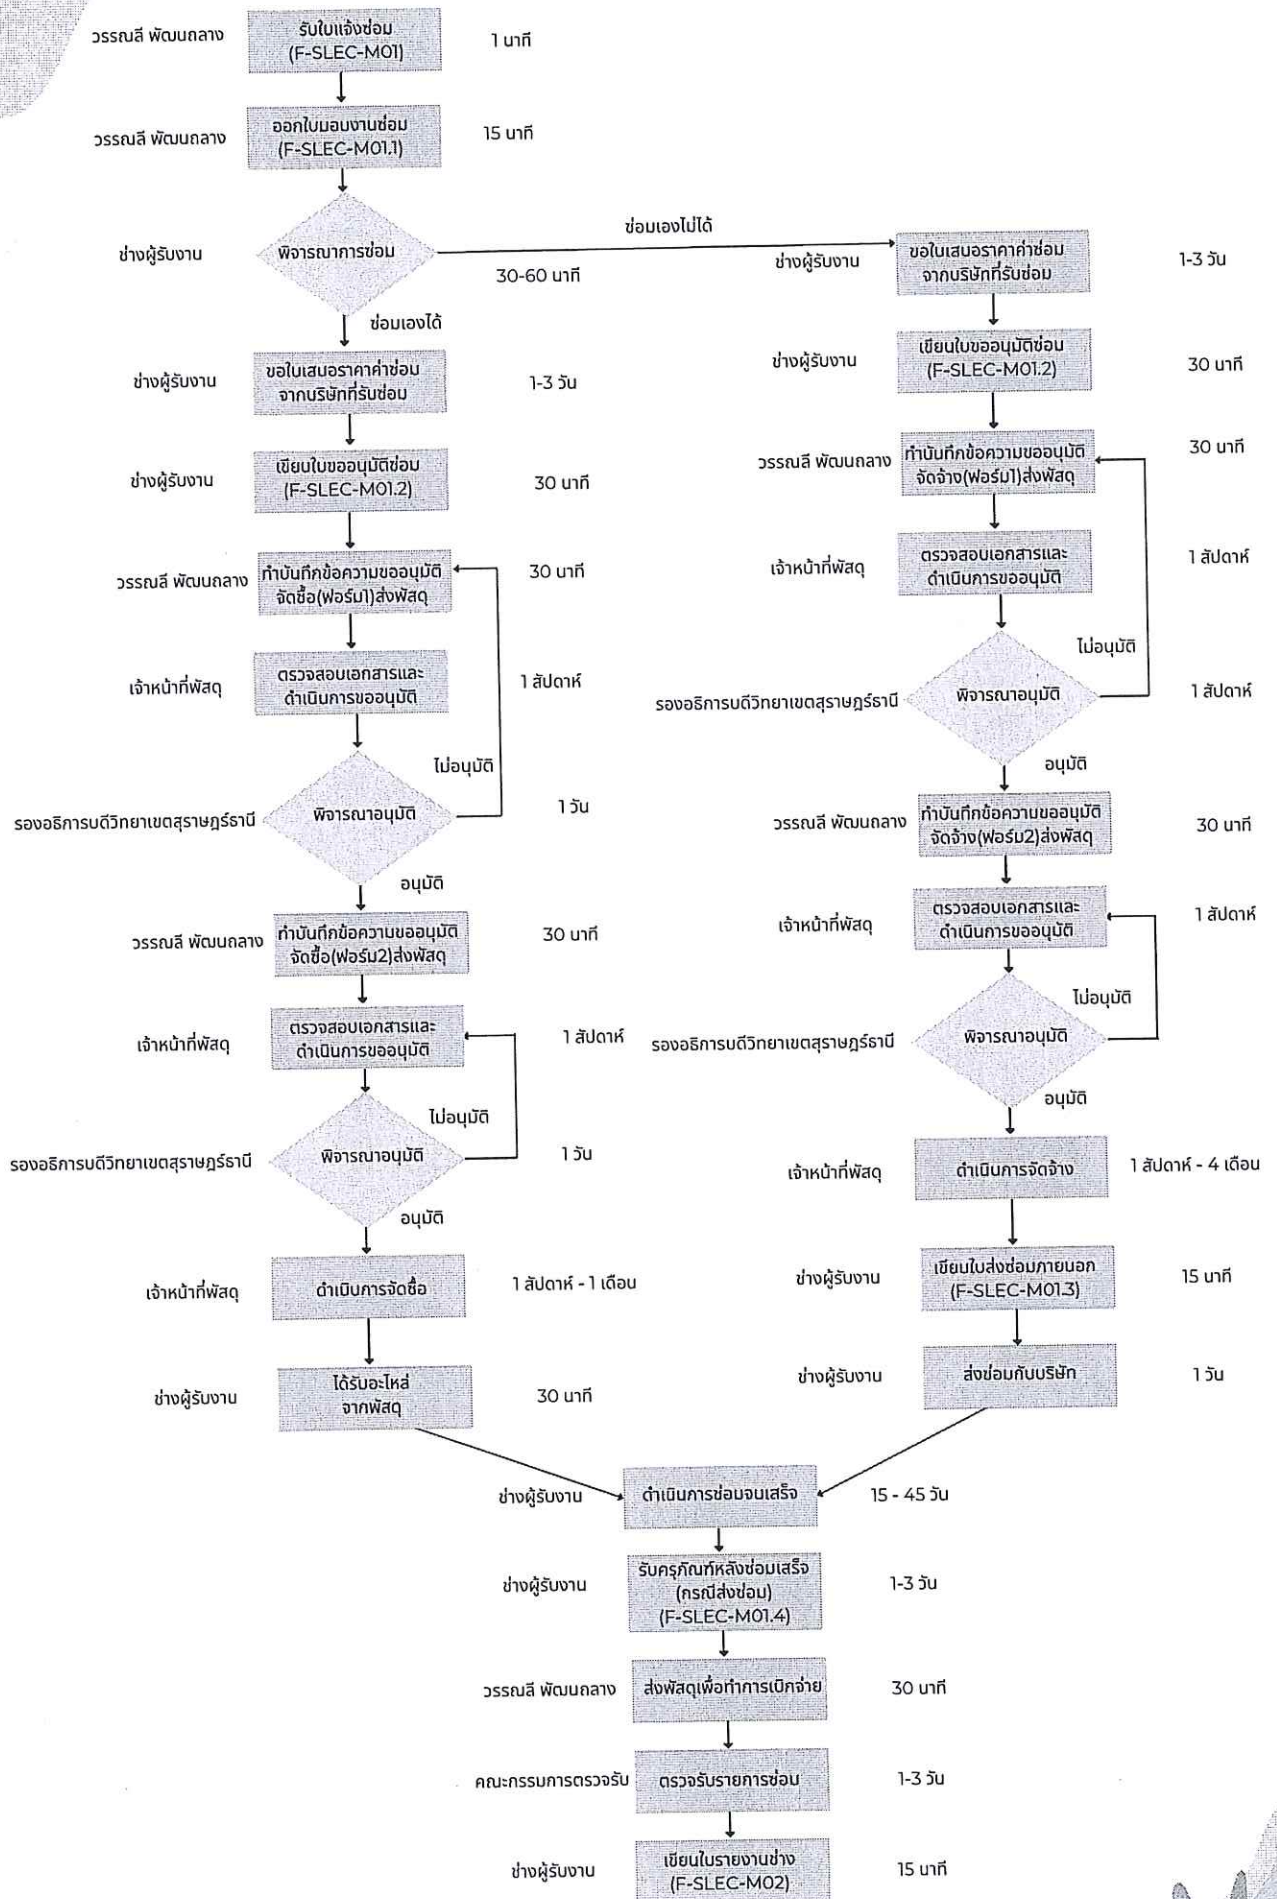 วรรณลี พัฒนถลาง
รับใบแจ้งซ่อม
(F-SLEC-M01)
1 นาที
วรรณลี พัฒนถลาง
ออกใบมอบงานซ่อม
(F-SLEC-M01.1)
15 นาที
ช่างผู้รับงาน
พิจารณาการซ่อม
30-60 นาที
ซ่อมเองไม่ได้
ซ่อมเองได้
ช่างผู้รับงาน
ขอใบเสนอราคาค่าซ่อม
จากบริษัทที่รับซ่อม
1-3 วัน
ช่างผู้รับงาน
เขียนใบขออนุมัติซ่อม
(F-SLEC-M01.2)
30 นาที
วรรณลี พัฒนถลาง
ทำบันทึกข้อความขออนุมัติ
จัดซื้อ(ฟอร์ม1)ส่งพัสดุ
30 นาที
เจ้าหน้าที่พัสดุ
ตรวจสอบเอกสารและ
ดำเนินการขออนุมัติ
1 สัปดาห์
รองอธิการบดีวิทยาเขตสุราษฎร์ธานี
พิจารณาอนุมัติ
ไม่อนุมัติ
1 วัน
อนุมัติ
วรรณลี พัฒนถลาง
ทำบันทึกข้อความขออนุมัติ
จัดซื้อ(ฟอร์ม2)ส่งพัสดุ
30 นาที
เจ้าหน้าที่พัสดุ
ตรวจสอบเอกสารและ
ดำเนินการขออนุมัติ
1 สัปดาห์
รองอธิการบดีวิทยาเขตสุราษฎร์ธานี
พิจารณาอนุมัติ
ไม่อนุมัติ
1 วัน
อนุมัติ
เจ้าหน้าที่พัสดุ
ดำเนินการจัดซื้อ
1 สัปดาห์ - 1 เดือน
ช่างผู้รับงาน
ได้รับอะไหล่
จากพัสดุ
30 นาที
ช่างผู้รับงาน
ขอใบเสนอราคาค่าซ่อม
จากบริษัทที่รับซ่อม
1-3 วัน
ช่างผู้รับงาน
เขียนใบขออนุมัติซ่อม
(F-SLEC-M01.2)
30 นาที
วรรณลี พัฒนถลาง
ทำบันทึกข้อความขออนุมัติ
จัดจ้าง(ฟอร์ม1)ส่งพัสดุ
30 นาที
เจ้าหน้าที่พัสดุ
ตรวจสอบเอกสารและ
ดำเนินการขออนุมัติ
1 สัปดาห์
รองอธิการบดีวิทยาเขตสุราษฎร์ธานี
พิจารณาอนุมัติ
ไม่อนุมัติ
1 สัปดาห์
อนุมัติ
วรรณลี พัฒนถลาง
ทำบันทึกข้อความขออนุมัติ
จัดจ้าง(ฟอร์ม2)ส่งพัสดุ
30 นาที
เจ้าหน้าที่พัสดุ
ตรวจสอบเอกสารและ
ดำเนินการขออนุมัติ
1 สัปดาห์
รองอธิการบดีวิทยาเขตสุราษฎร์ธานี
พิจารณาอนุมัติ
ไม่อนุมัติ
อนุมัติ
เจ้าหน้าที่พัสดุ
ดำเนินการจัดจ้าง
1 สัปดาห์ - 4 เดือน
ช่างผู้รับงาน
เขียนใบส่งซ่อมภายนอก
(F-SLEC-M01.3)
15 นาที
ช่างผู้รับงาน
ส่งซ่อมกับบริษัท
1 วัน
ช่างผู้รับงาน
ดำเนินการซ่อมจนเสร็จ
15 - 45 วัน
ช่างผู้รับงาน
รับครุภัณฑ์หลังซ่อมเสร็จ
(กรณีส่งซ่อม)
(F-SLEC-M01.4)
1-3 วัน
วรรณลี พัฒนถลาง
ส่งพัสดุเพื่อทำการเบิกจ่าย
30 นาที
คณะกรรมการตรวจรับ
ตรวจรับรายการซ่อม
1-3 วัน
ช่างผู้รับงาน
เขียนใบรายงานช่าง
(F-SLEC-M02)
15 นาที